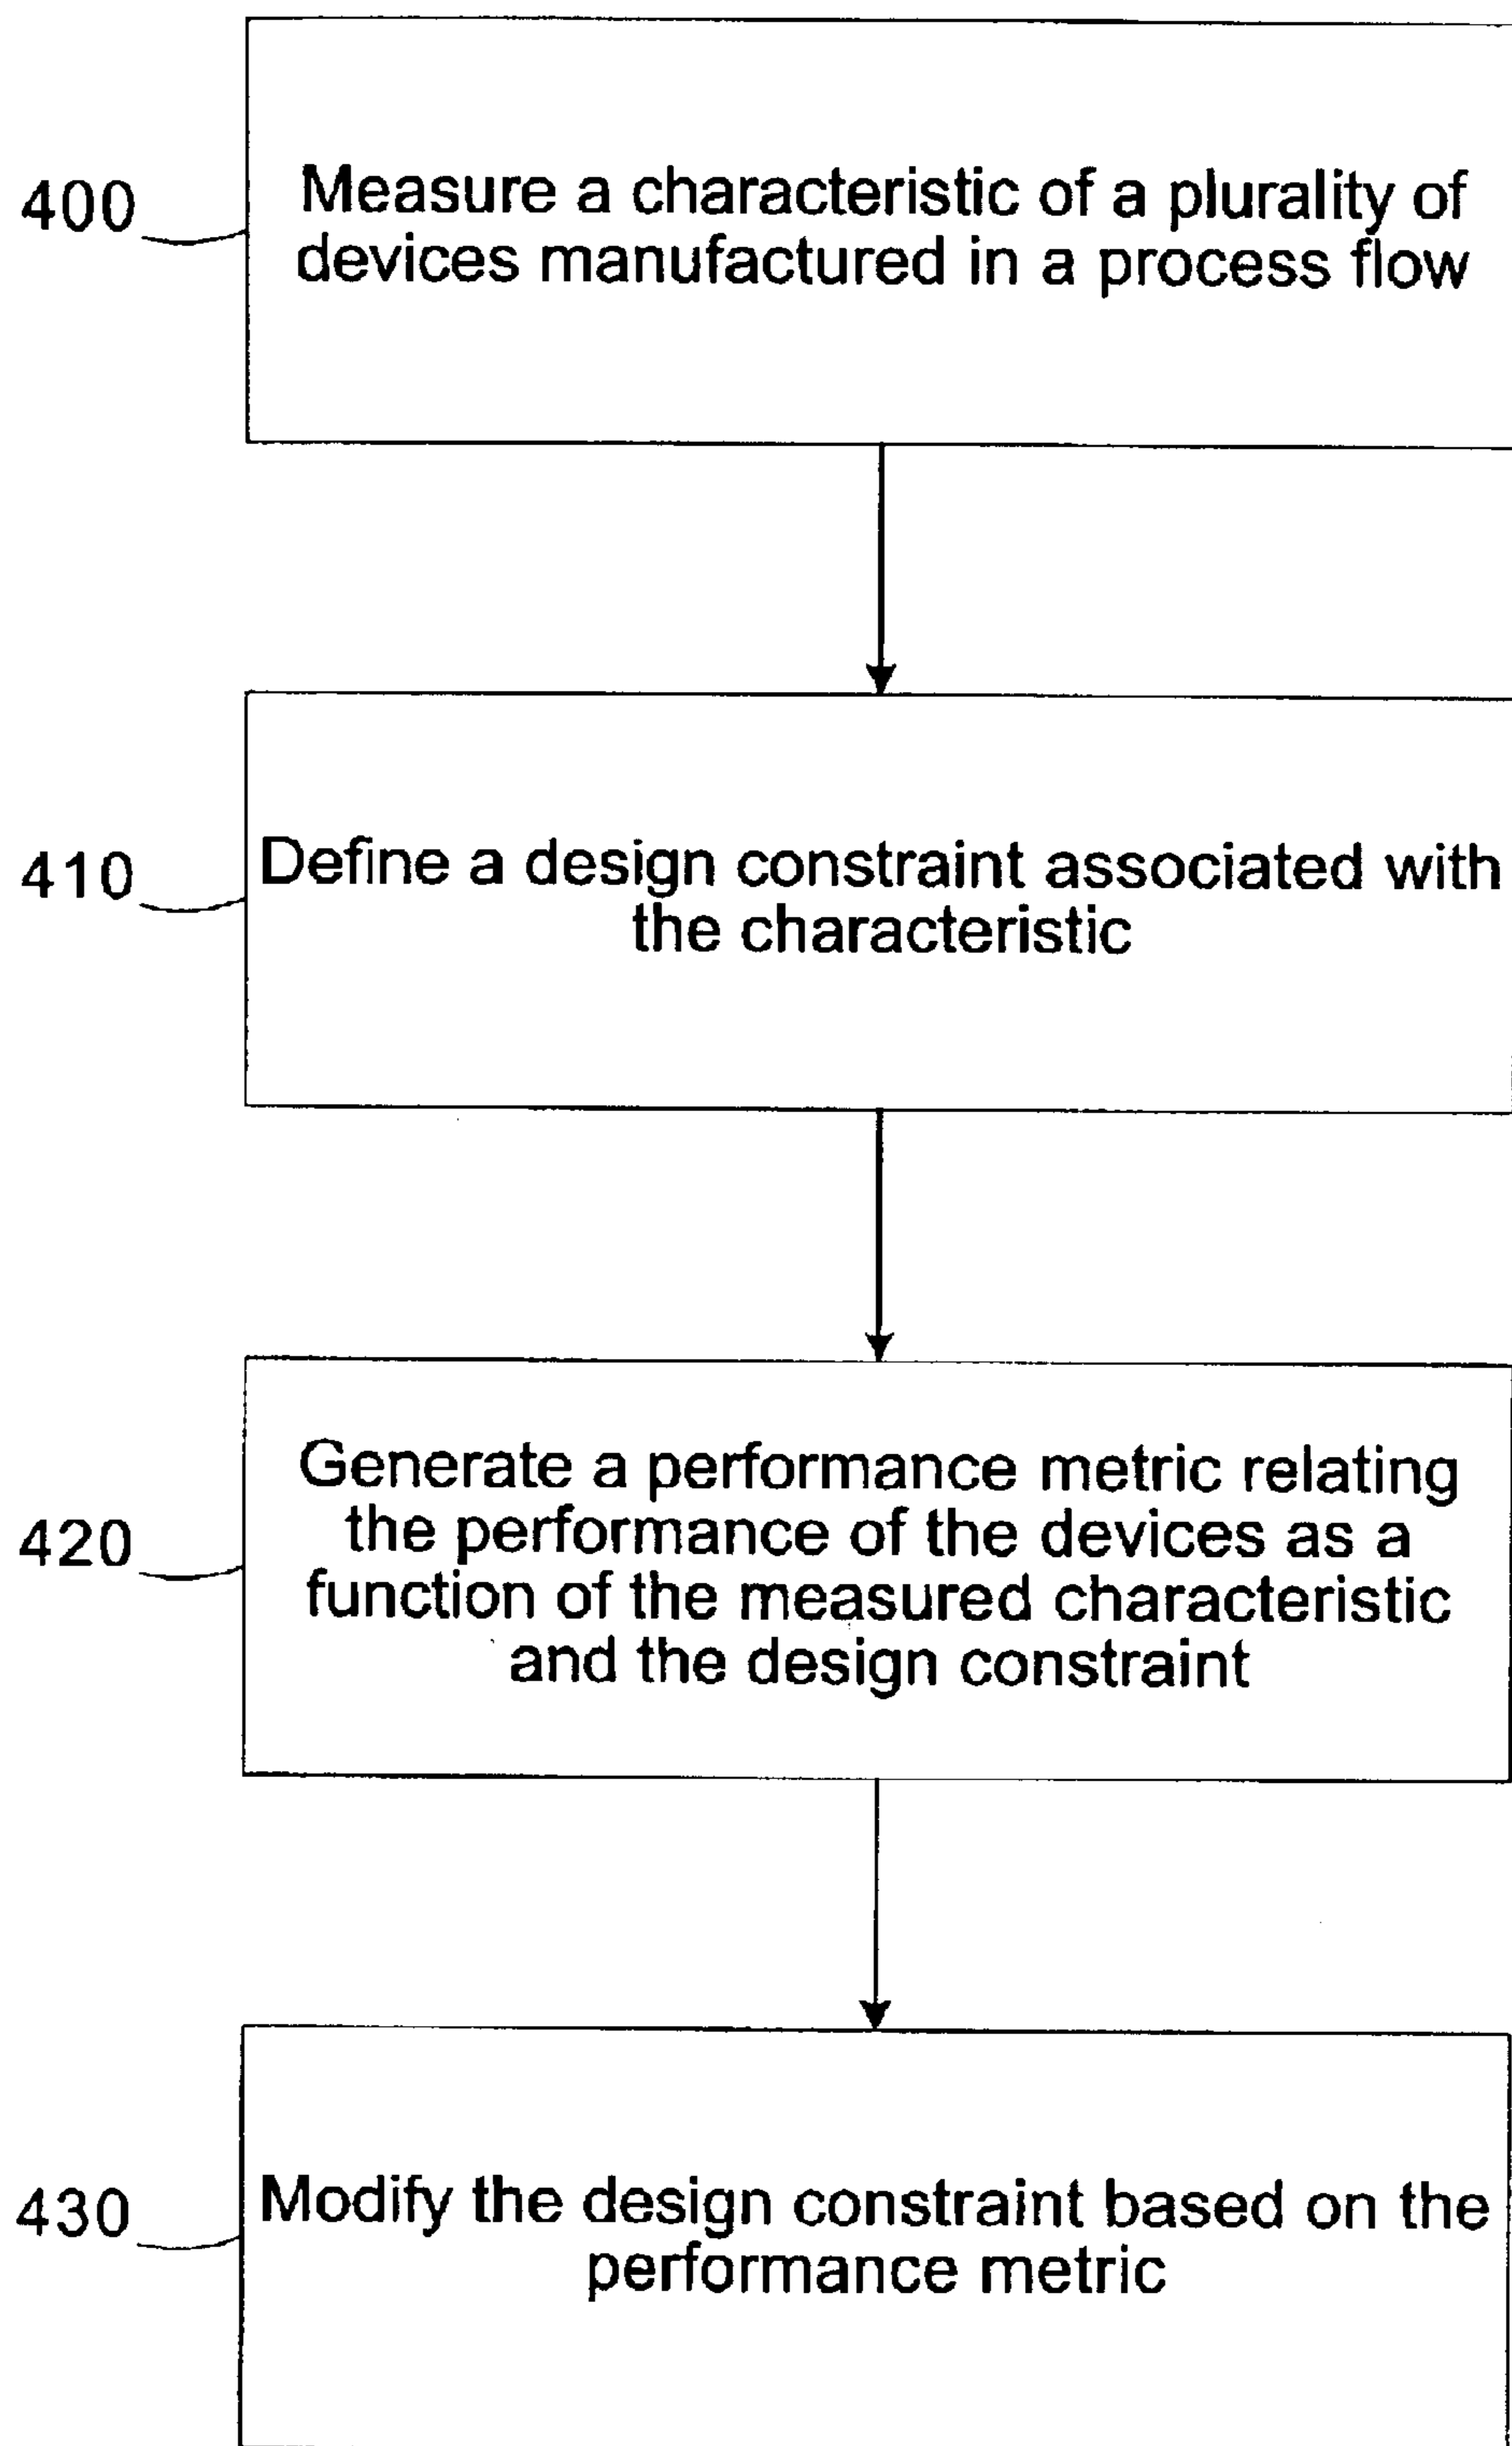 400
Measure a characteristic of a plurality of
devices manufactured in a process flow
410
Define a design constraint associated with
the characteristic
420
Generate a performance metric relating
the performance of the devices as a
function of the measured characteristic
and the design constraint
430
Modify the design constraint based on the
performance metric